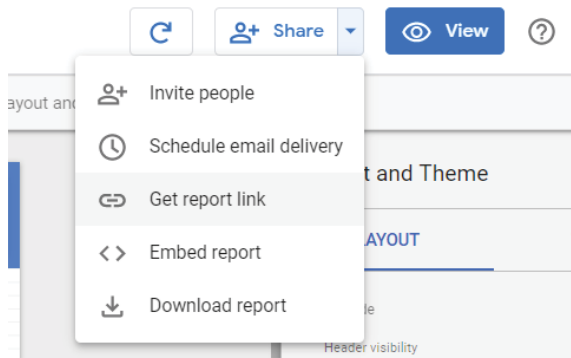 Share
View
Invite people
ayout and
Schedule email delivery
t and Theme
Get report link
AYOUT
Embed report
Download report
de
Header visibility